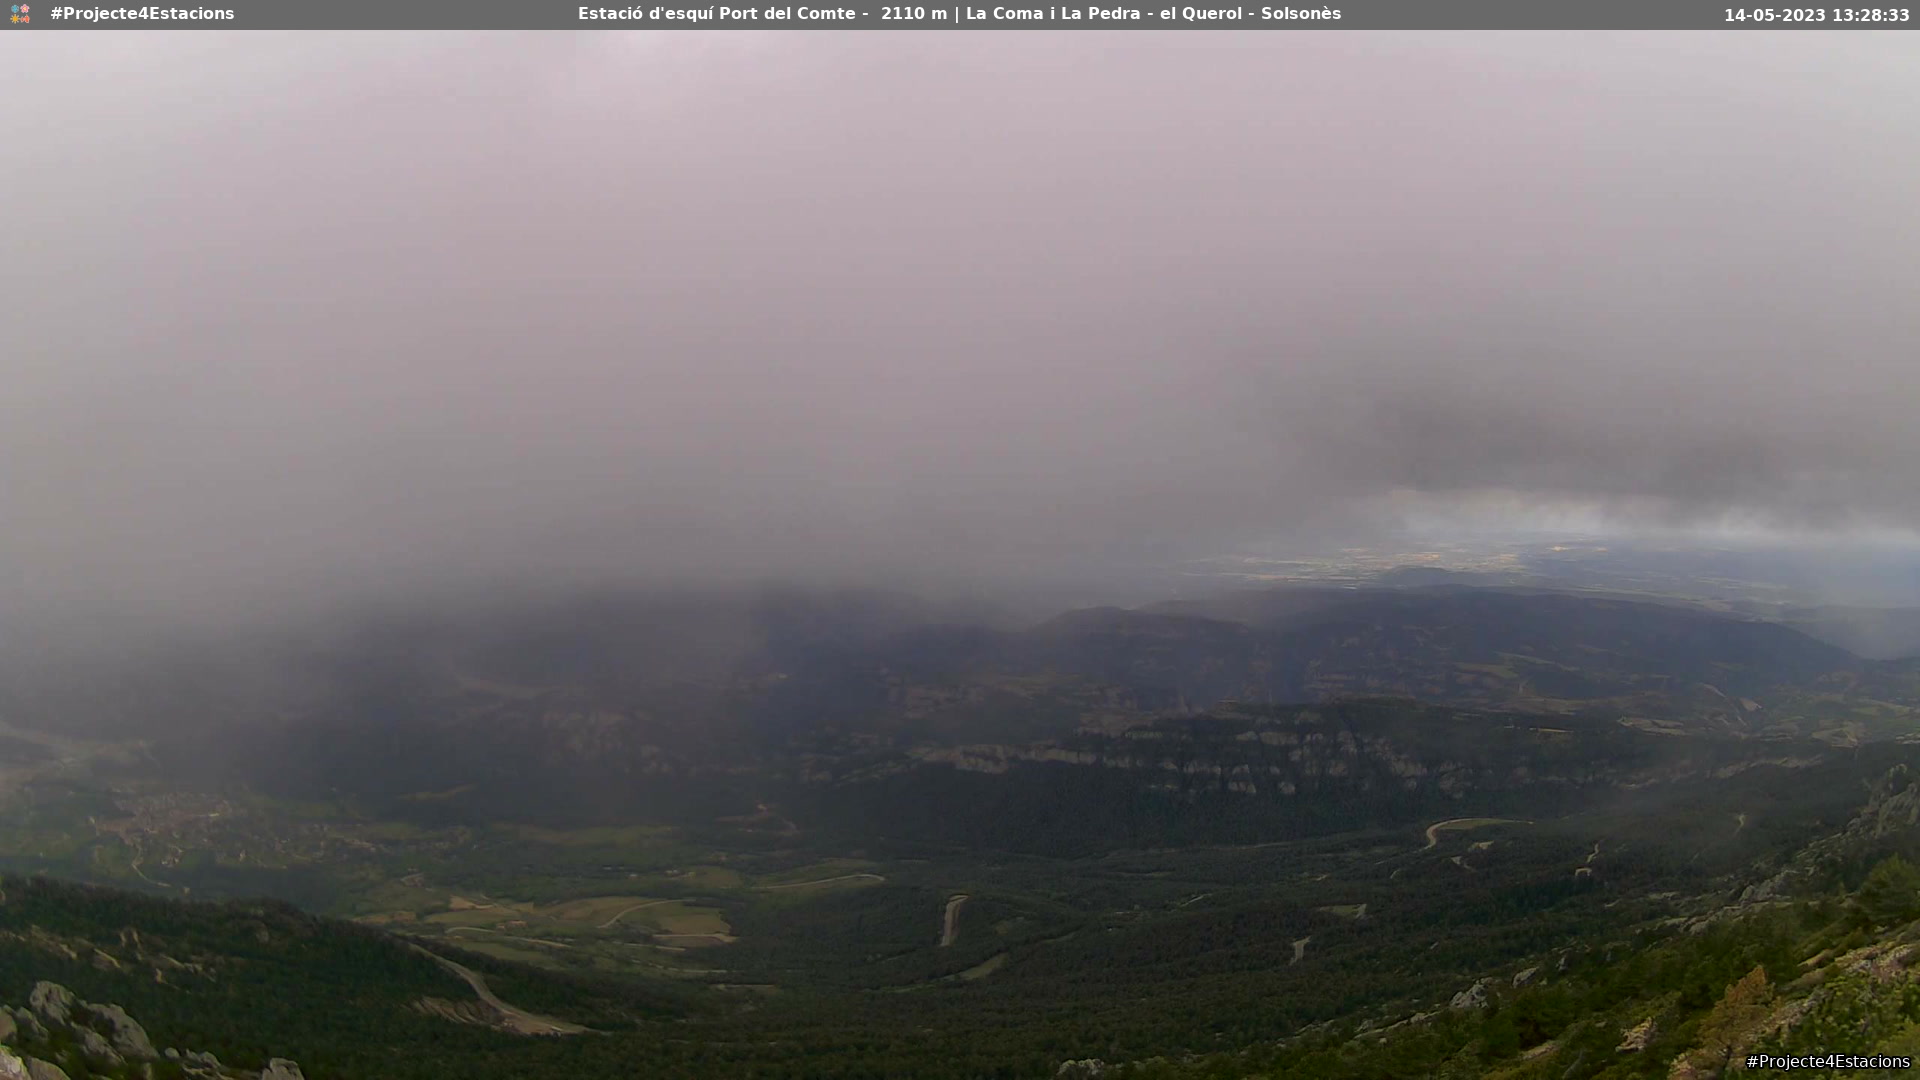 #Projecte4Estacions
Estació d'esquí Port del Comte -  2110 m | La Coma i La Pedra - el Querol - Solsonès
14-05-2023 13:28:33
#Projecte4Estacions